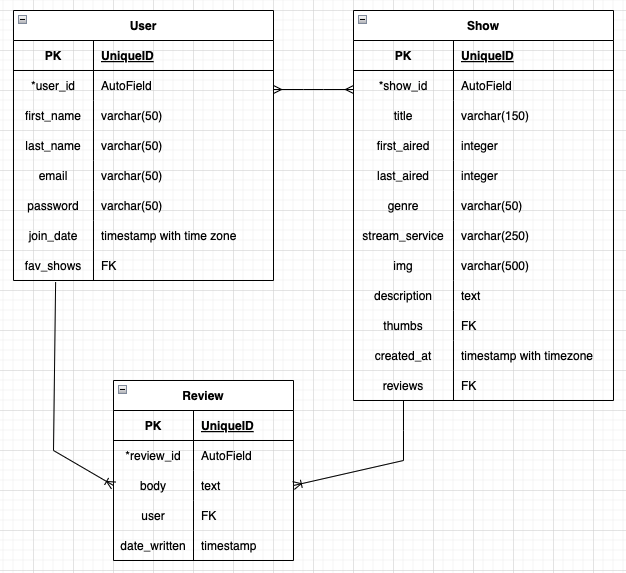 User
PK UniqueID
*user_id AutoField
first_name varchar(50)
last_name varchar(50)
email varchar(50)
password varchar(50)
join_date timestamp with time zone
fav_shows FK
Show
PK UniqueID
*show_id AutoField
title varchar(150)
first_aired integer
last_aired integer
genre varchar(50)
stream_service varchar(250)
img varchar(500)
description text
thumbs FK
created_at timestamp with timezone
reviews FK
Review
PK UniqueID
*review_id AutoField
body text
user FK
date_written timestamp